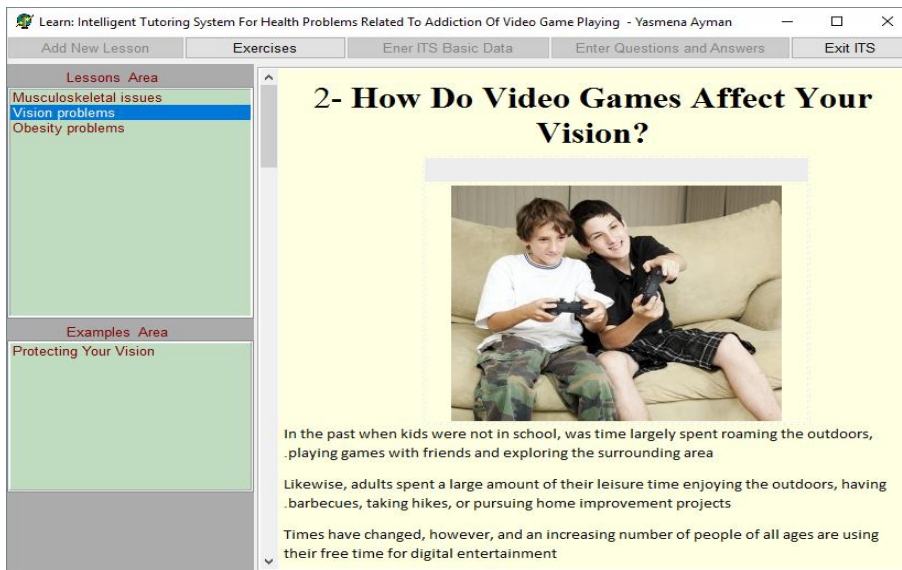 Learn: Intelligent Tutoring System For Health Problems Related To Addiction Of Video Game Playing - Yasmena Ayman
Add New Lesson
Exercises
Ener ITS Basic Data
Enter Questions and Answers
Exit ITS
Lessons Area
Musculoskeletal issues
Vision problems
Obesity problems
Examples Area
Protecting Your Vision
2- How Do Video Games Affect Your
Vision?
In the past when kids were not in school, was time largely spent roaming the outdoors,
.playing games with friends and exploring the surrounding area
Likewise, adults spent a large amount of their leisure time enjoying the outdoors, having
.barbecues, taking hikes, or pursuing home improvement projects
Times have changed, however, and an increasing number of people of all ages are using
their free time for digital entertainment